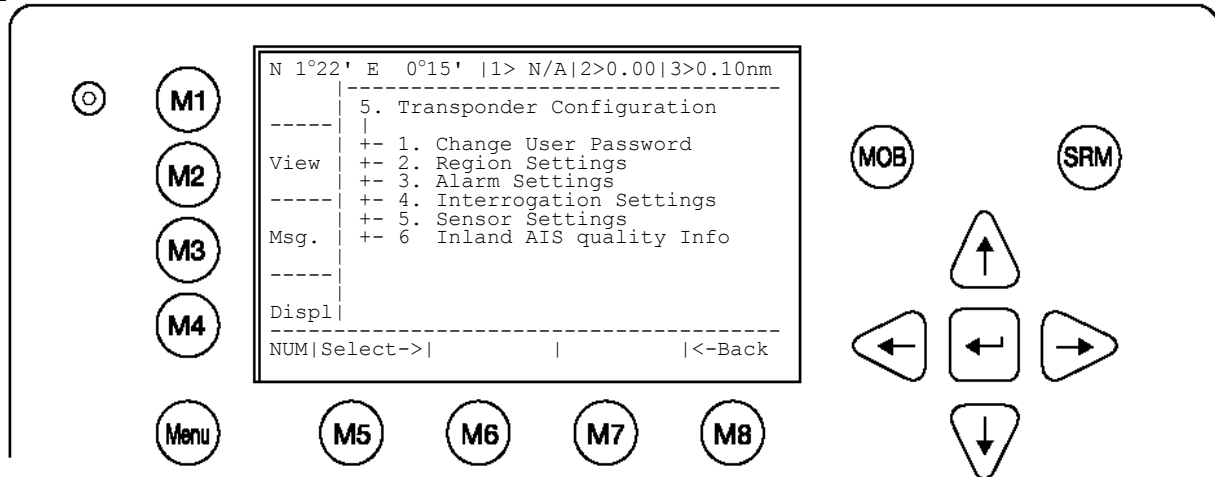 N 1°22' E 0°15' |1> N/A|2>0.00|3>0.10nm
5. Transponder Configuration
+- 1. Change User Password
View | +- 2. Region Settings
+- 3. Alarm Settings
+- 4. Interrogation Settings
+- 5. Sensor Settings
Msg. | +- 6 Inland AIS quality Info
Displ|
NUM|Select->| | |<-Back
M1
M2
M3
M4
Menu
M5
M6
M7
M8
MOB
SRM